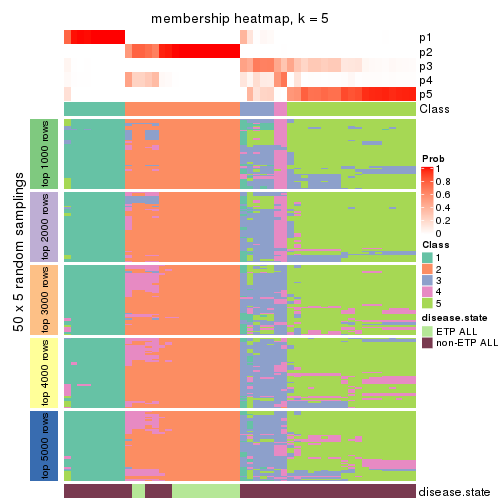 membership heatmap, k = 5
p1
p2
p3
p4
p5
Class
50 x 5 random samplings
top 1000 rows
top 2000 rows
top 3000 rows
top 4000 rows
top 5000 rows
disease.state
Prob
1
0.8
0.6
0.4
0.2
0
Class
1
2
3
4
5
disease.state
ETP ALL
non-ETP ALL